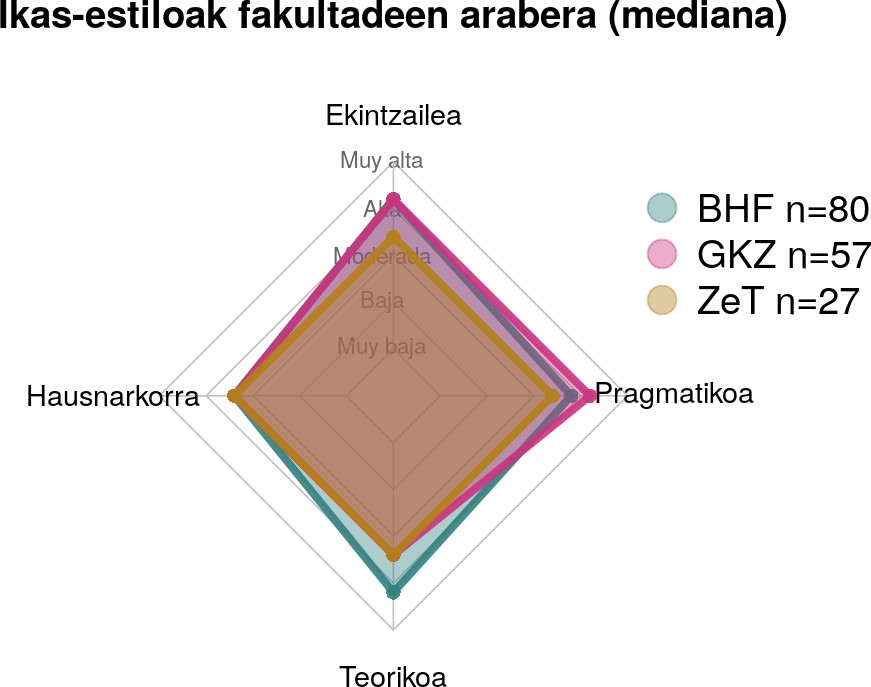 Ikas-estiloak fakultadeen arabera (mediana)
Ekintzailea
Muy alta
Alta
Moderada
Baja
Muy baja
Hausnarkorra
Pragmatikoa
Teorikoa
BHF n=80
GKZ n=57
ZeT n=27